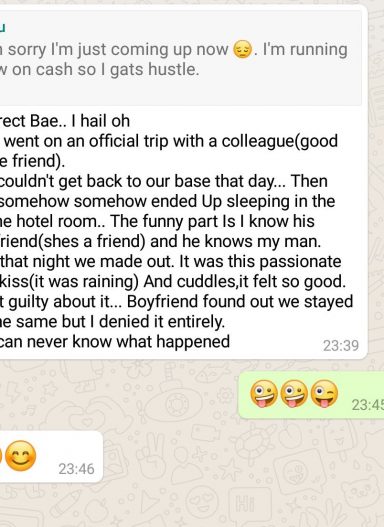 sorry I'm just coming up now 😔. I'm running
on cash so I gats hustle.
Bae.. I hail oh
went on an official trip with a colleague(good
friend).
couldn't get back to our base that day... Then
somehow somehow ended Up sleeping in the
hotel room.. The funny part Is I know his
(shes a friend) and he knows my man.
that night we made out. It was this passionate
kiss(it was raining) And cuddles,it felt so good.
guilty about it... Boyfriend found out we stayed
same but I denied it entirely.
can never know what happened
23:39
🤪🤪😜
23:45
😊
23:46